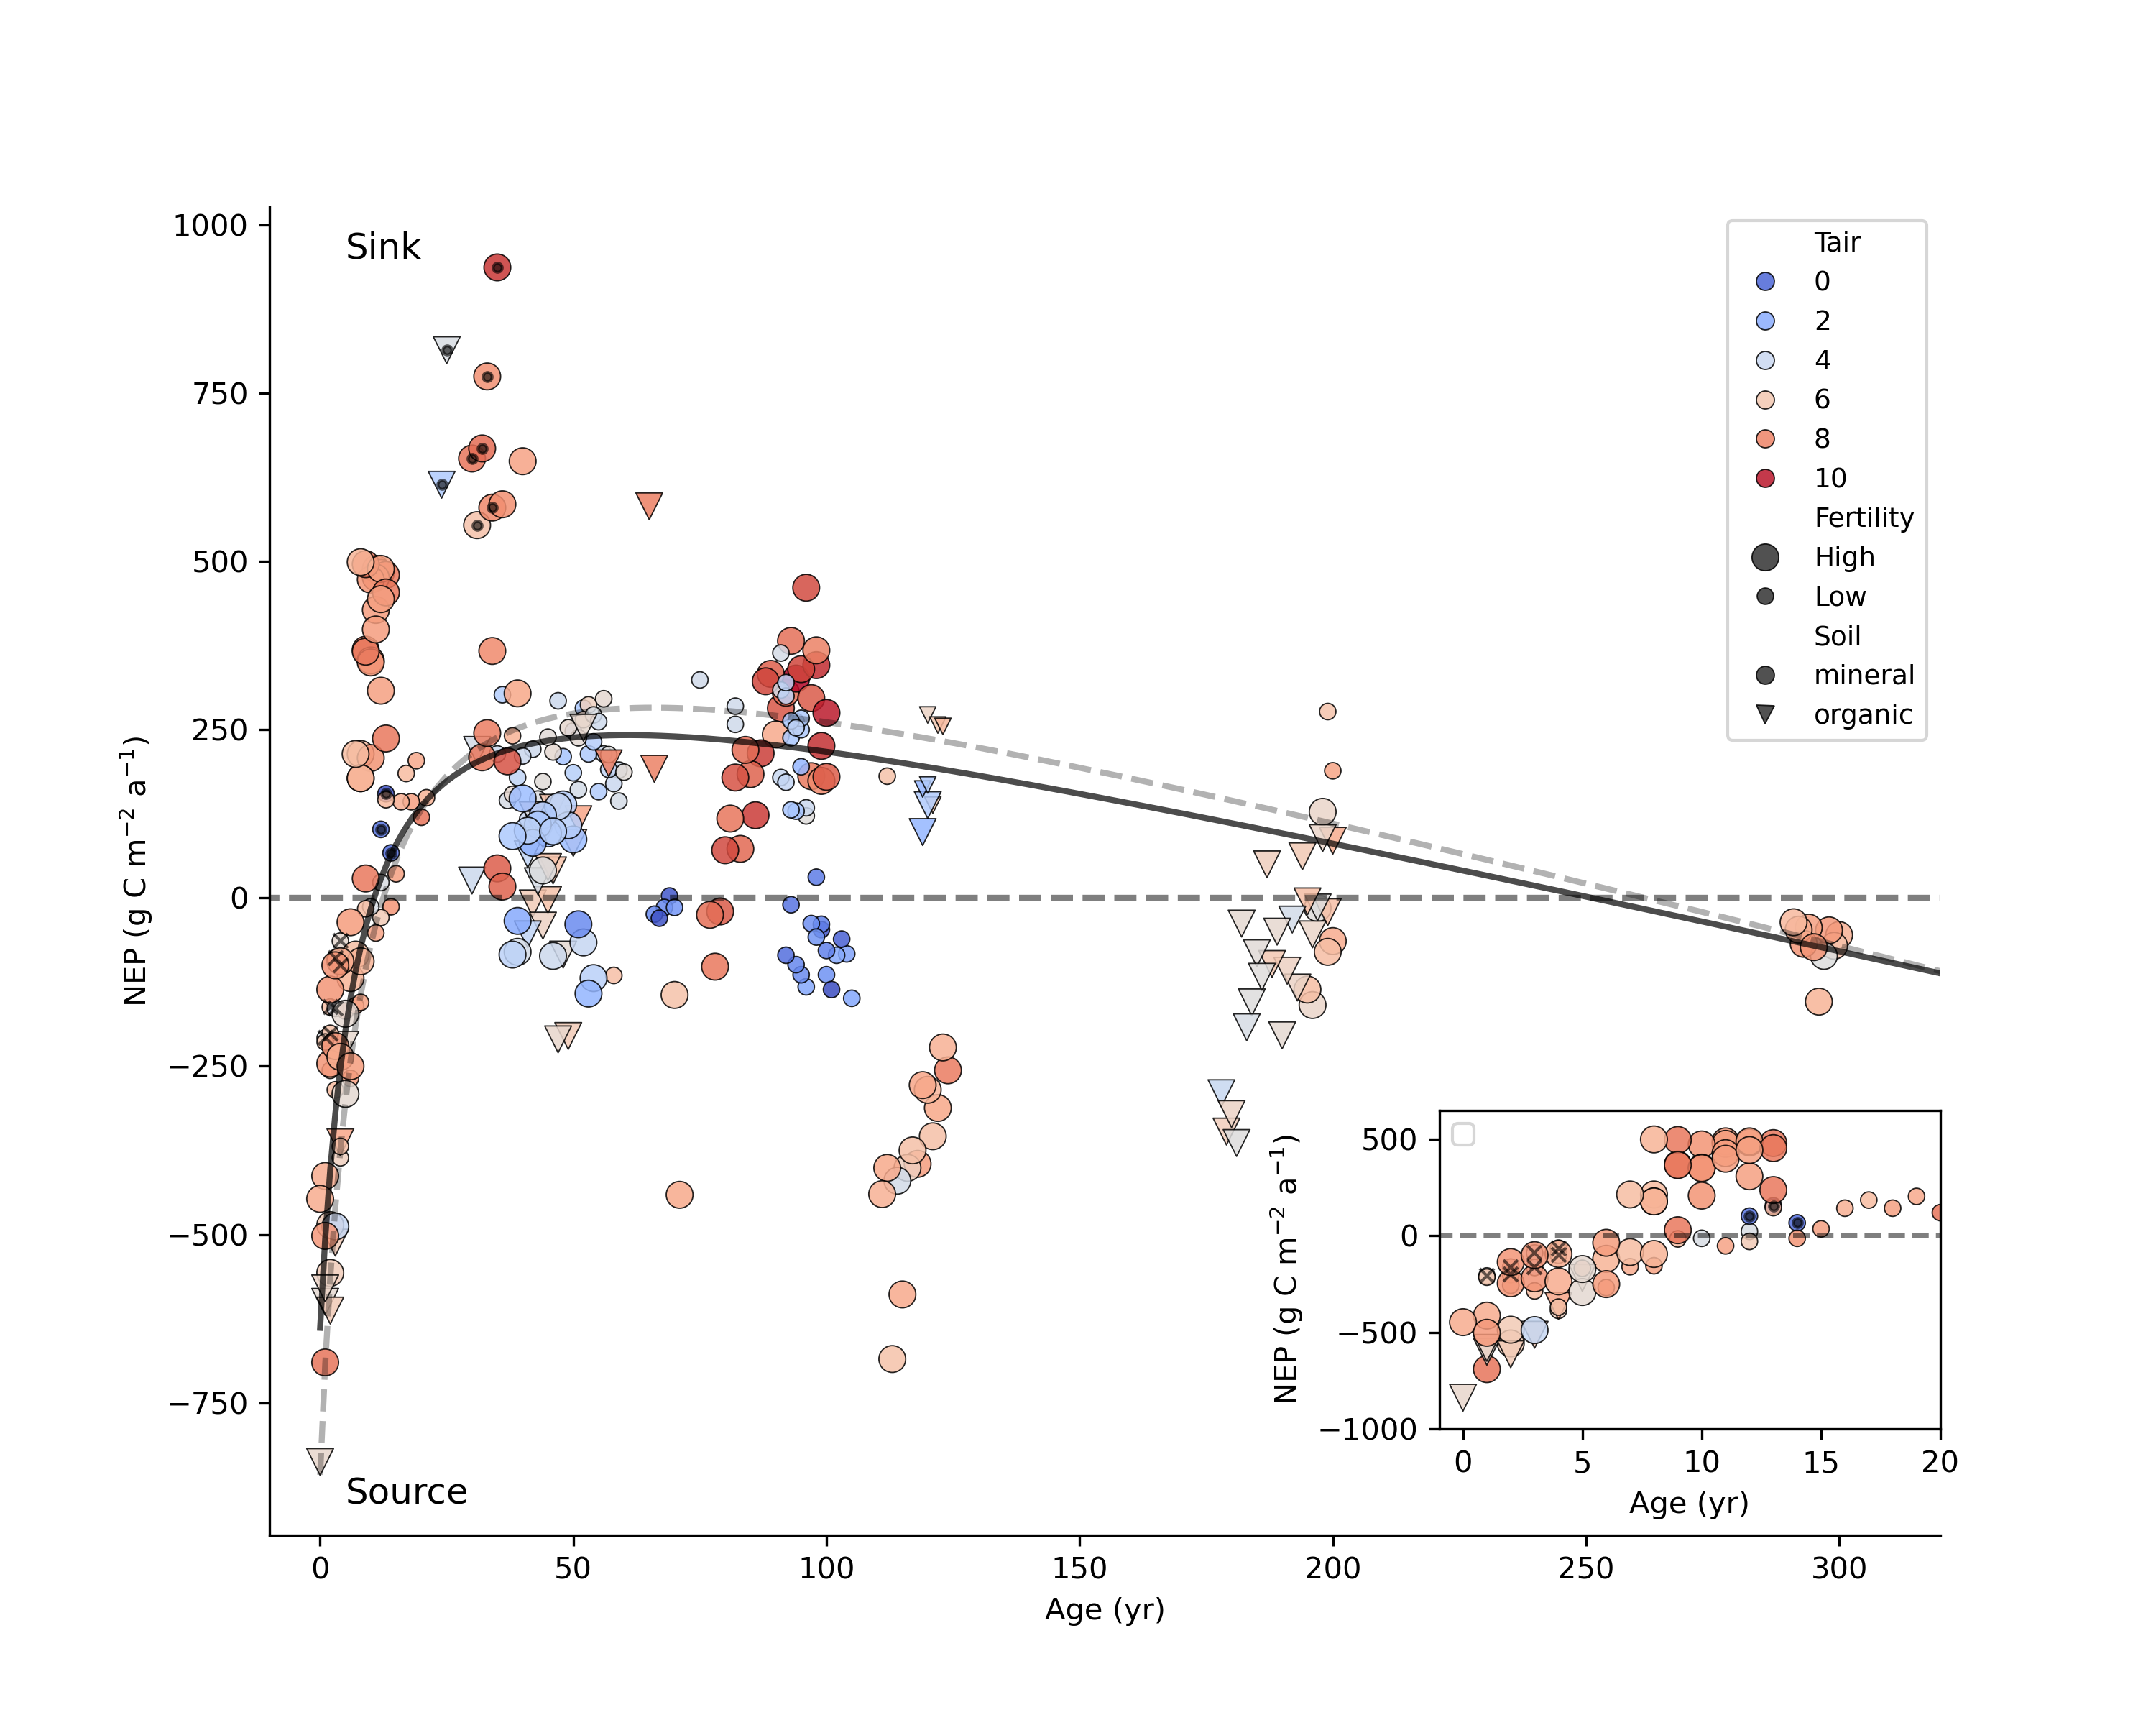 1000
750
500
250
0
−250
−500
−750
NEP (g C m⁻² a⁻¹)
Sink
Source
0
50
100
150
200
250
300
Age (yr)
Tair
0
2
4
6
8
10
Fertility
High
Low
Soil
mineral
organic
500
0
−500
−1000
NEP (g C m⁻² a⁻¹)
0
5
10
15
20
Age (yr)